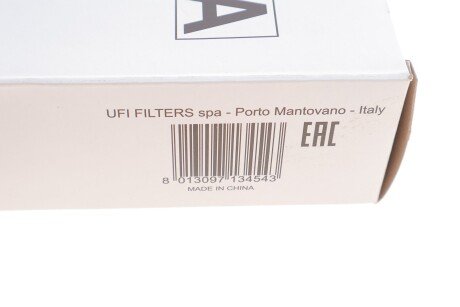 A
UFI FILTERS spa - Porto Mantovano - Italy
EAC
8 013097 134543
MADE IN CHINA